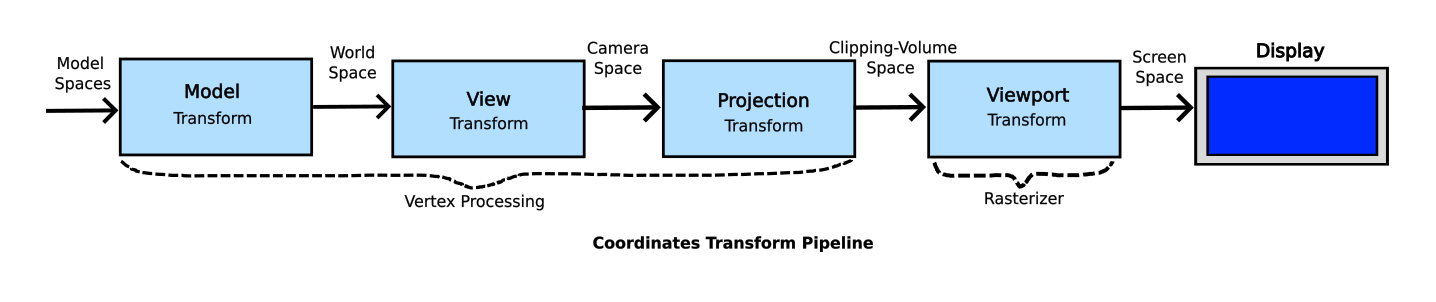 Model
Spaces
Model
Transform
World
Space
View
Transform
Camera
Space
Projection
Transform
Clipping-Volume
Space
Viewport
Transform
Screen
Space
Display
Vertex Processing
Rasterizer
Coordinates Transform Pipeline